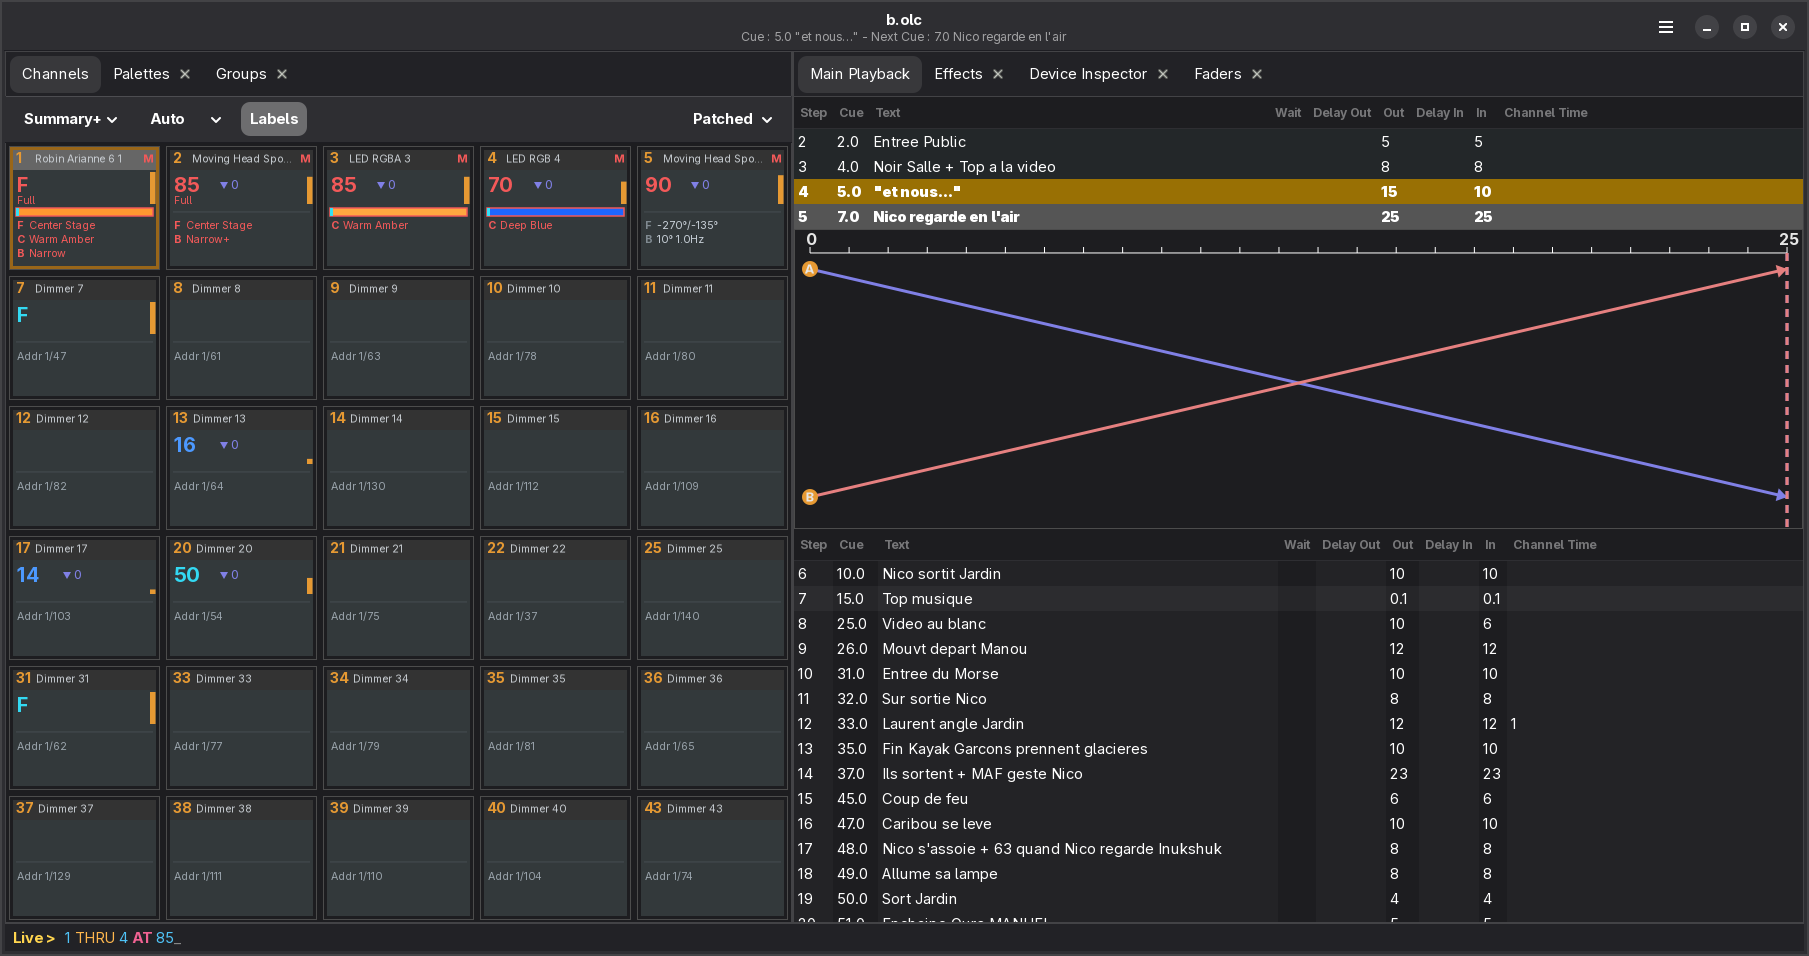 b.olc
Cue : 5.0 "et nous..." - Next Cue : 7.0 Nico regarde en l'air
Channels Palettes Groups
Summary+ Auto Labels Patched
1 Robin Arianne 6 1 M
F
Full
F Center Stage
C Warm Amber
B Narrow
2 Moving Head Spo... M
85 0
Full
F Center Stage
B Narrow+
3 LED RGBA 3 M
85 0
C Warm Amber
4 LED RGB 4 M
70 0
C Deep Blue
5 Moving Head Spo... M
90 0
F -270°/-135°
B 10° 1.0Hz
7 Dimmer 7
F
Addr 1/47
8 Dimmer 8
Addr 1/61
9 Dimmer 9
Addr 1/63
10 Dimmer 10
Addr 1/78
11 Dimmer 11
Addr 1/80
12 Dimmer 12
Addr 1/82
13 Dimmer 13
16 0
Addr 1/64
14 Dimmer 14
Addr 1/130
15 Dimmer 15
Addr 1/112
16 Dimmer 16
Addr 1/109
17 Dimmer 17
14 0
Addr 1/103
20 Dimmer 20
50 0
Addr 1/54
21 Dimmer 21
Addr 1/75
22 Dimmer 22
Addr 1/37
25 Dimmer 25
Addr 1/140
31 Dimmer 31
F
Addr 1/62
33 Dimmer 33
Addr 1/77
34 Dimmer 34
Addr 1/79
35 Dimmer 35
Addr 1/81
36 Dimmer 36
Addr 1/65
37 Dimmer 37
Addr 1/129
38 Dimmer 38
Addr 1/111
39 Dimmer 39
Addr 1/110
40 Dimmer 40
Addr 1/104
43 Dimmer 43
Addr 1/74
Main Playback Effects Device Inspector Faders
Step Cue Text Wait Delay Out Out Delay In In Channel Time
2 2.0 Entree Public 5 5
3 4.0 Noir Salle + Top a la video 8 8
4 5.0 "et nous..." 15 10
5 7.0 Nico regarde en l'air 25 25
0 25
A
B
Step Cue Text Wait Delay Out Out Delay In In Channel Time
6 10.0 Nico sortit Jardin 10 10
7 15.0 Top musique 0.1 0.1
8 25.0 Video au blanc 10 6
9 26.0 Mouvt depart Manou 12 12
10 31.0 Entree du Morse 10 10
11 32.0 Sur sortie Nico 8 8
12 33.0 Laurent angle Jardin 12 12 1
13 35.0 Fin Kayak Garcons prennent glacieres 10 10
14 37.0 Ils sortent + MAF geste Nico 23 23
15 45.0 Coup de feu 6 6
16 47.0 Caribou se leve 10 10
17 48.0 Nico s'assoie + 63 quand Nico regarde Inukshuk 8 8
18 49.0 Allume sa lampe 8 8
19 50.0 Sort Jardin 4 4
Live > 1 THRU 4 AT 85_